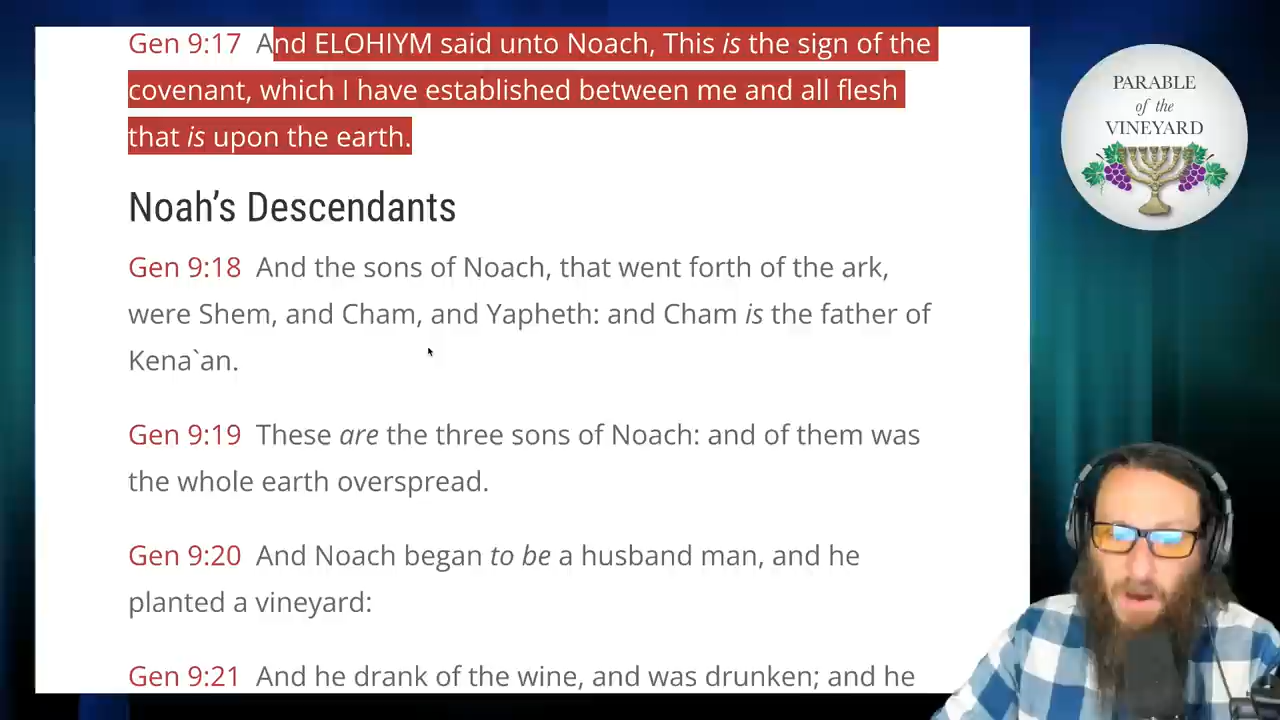 Gen 9:17 And ELOHIYM said unto Noach, This is the sign of the
covenant, which I have established between me and all flesh
that is upon the earth.
Noah’s Descendants
Gen 9:18 And the sons of Noach, that went forth of the ark,
were Shem, and Cham, and Yapheth: and Cham is the father of
Kena`an.
Gen 9:19 These are the three sons of Noach: and of them was
the whole earth overspread.
Gen 9:20 And Noach began to be a husband man, and he
planted a vineyard:
Gen 9:21 And he drank of the wine, and was drunken; and he
PARABLE
of the
VINEYARD